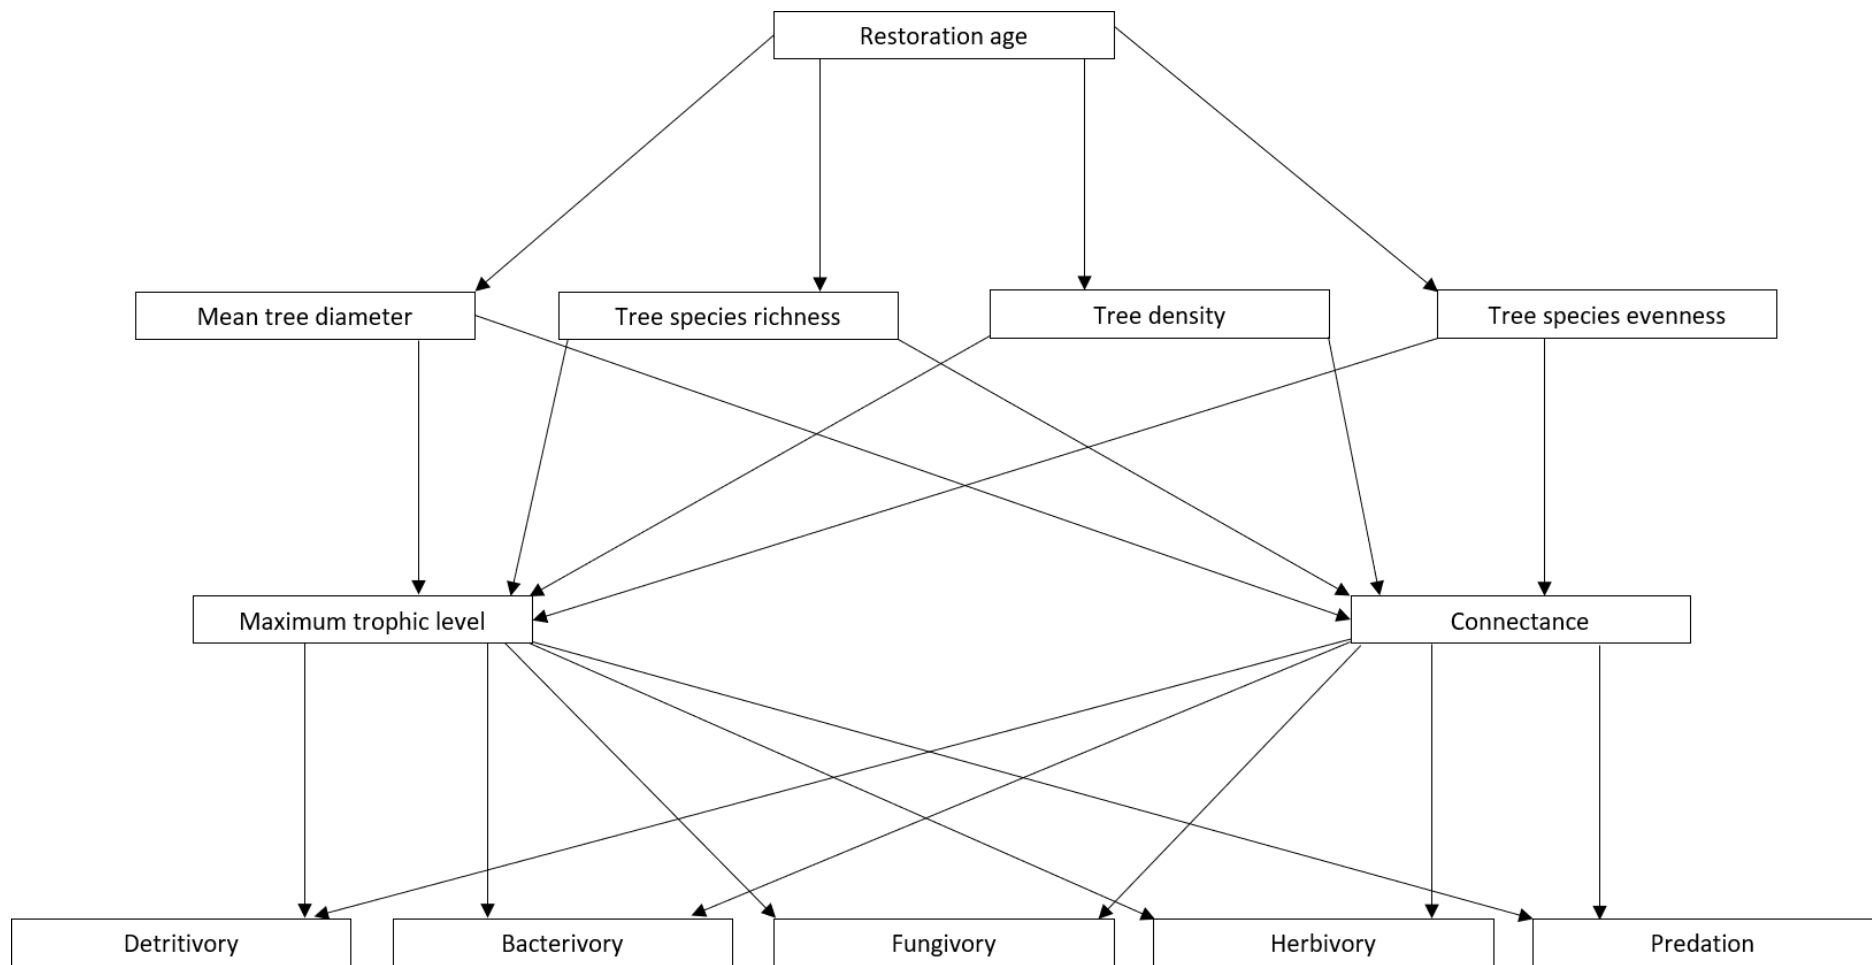 Restoration age
Mean tree diameter
Tree species richness
Tree density
Tree species evenness
Maximum trophic level
Connectance
Detritivory
Bacterivory
Fungivory
Herbivory
Predation